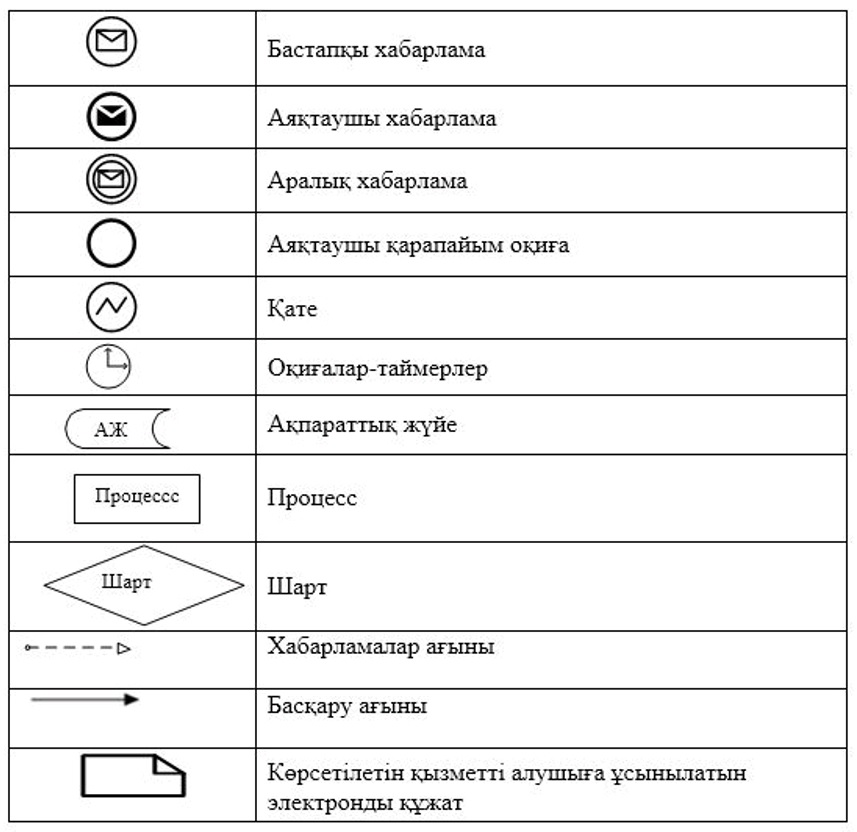 Бастапқы хабарлама
Аяқтаушы хабарлама
Аралық хабарлама
Аяқтаушы қарапайым оқиға
Қате
Оқиғалар-таймерлер
АЖ
Ақпараттық жүйе
Процессс
Процесс
Шарт
Шарт
Хабарламалар ағыны
Басқару ағыны
Көрсетілетін қызметті алушыға ұсынылатын
электронды құжат